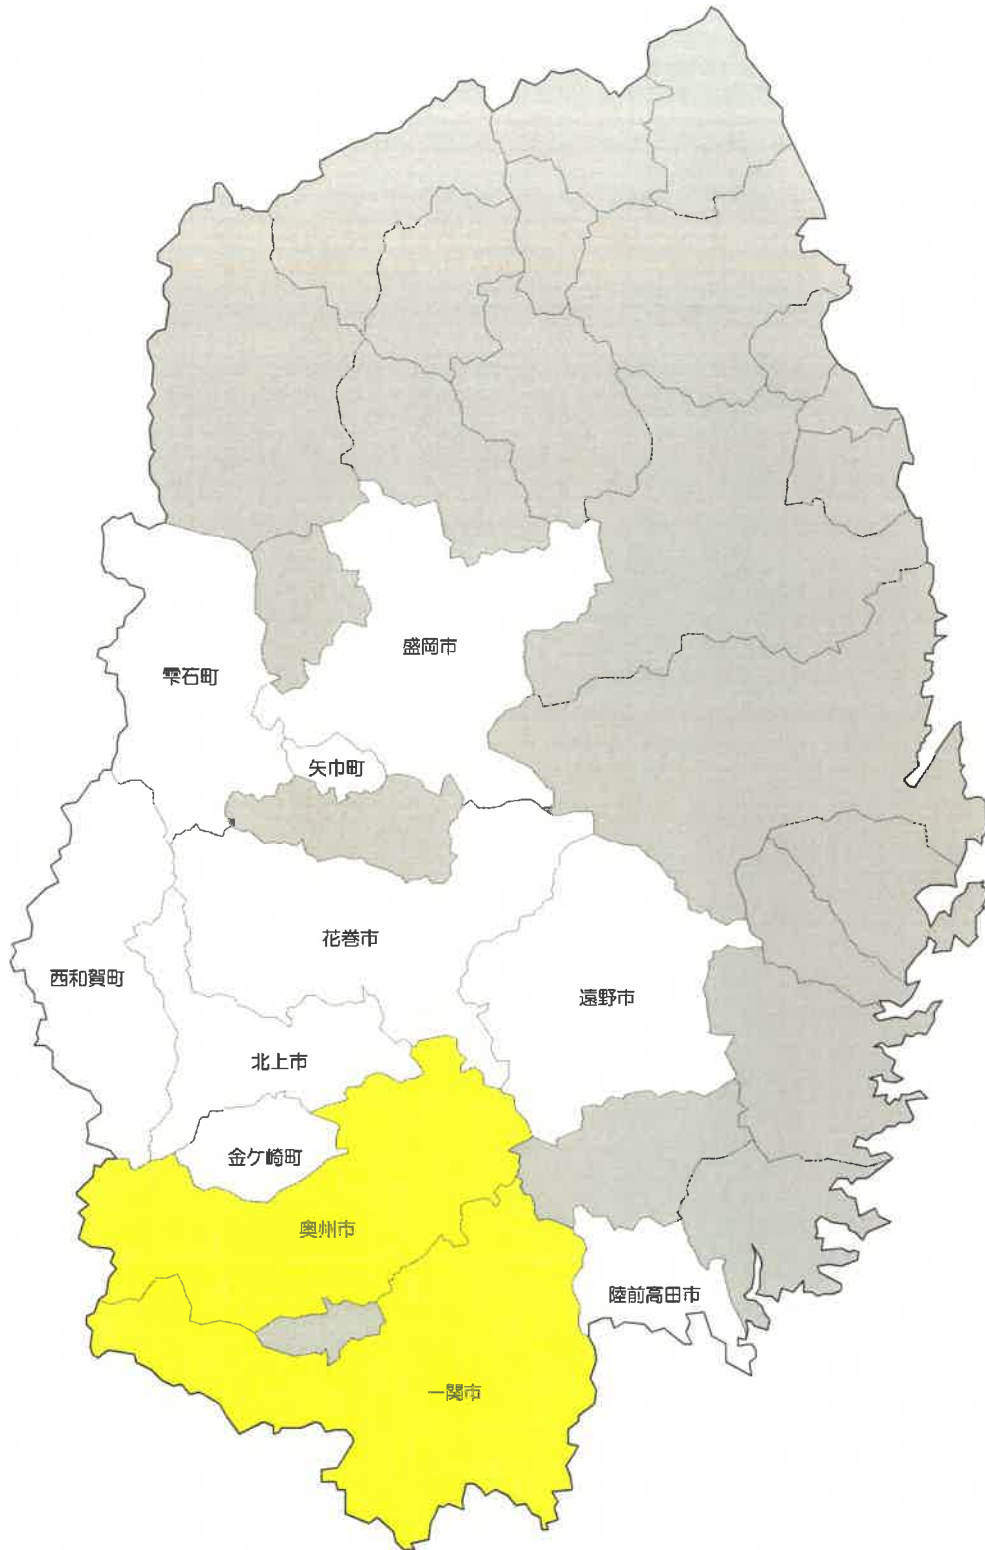 盛岡市
雫石町
矢巾町
花巻市
西和賀町
遠野市
北上市
金ケ崎町
奥州市
陸前高田市
一関市